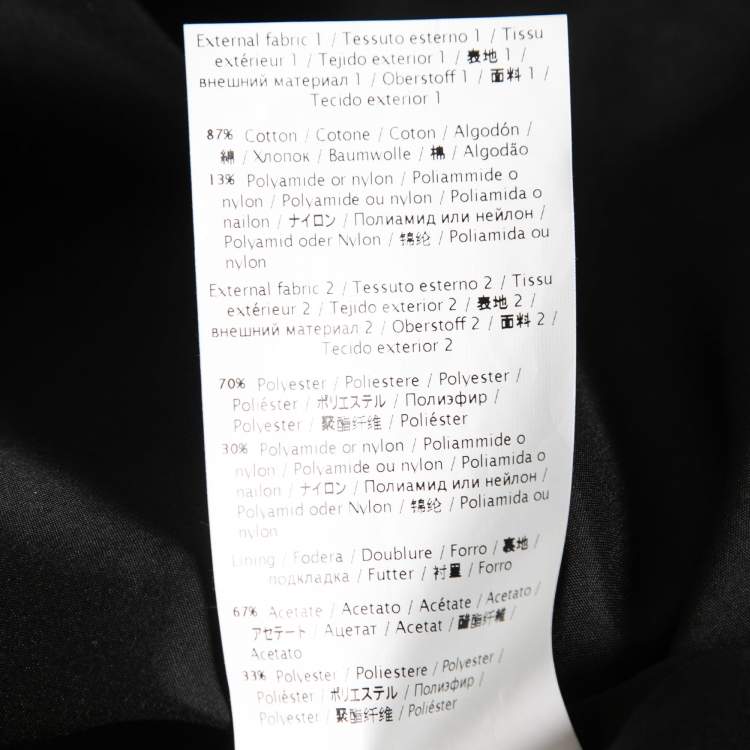 External fabric 1 / Tessuto esterno 1 / Tissu
extérieur 1 / Tejido exterior 1 / 表地 1 /
внешний материал 1 / Oberstoff 1 / 面料 1 /
Tecido exterior 1
87% Cotton / Cotone / Coton / Algodón /
綿 / Хлопок / Baumwolle / 棉 / Algodão
13% Polyamide or nylon / Poliammide o
nylon / Polyamide ou nylon / Poliamida o
nailon / ナイロン / Полиамид или нейлон /
Polyamid oder Nylon / 锦纶 / Poliamida ou
nylon
External fabric 2 / Tessuto esterno 2 / Tissu
extérieur 2 / Tejido exterior 2 / 表地 2 /
внешний материал 2 / Oberstoff 2 / 面料 2 /
Tecido exterior 2
70% Polyester / Poliestere / Polyester /
Poliéster / ポリエステル / Полиэфир /
Polyester / 聚酯纤维 / Poliéster
30% Polyamide or nylon / Poliammide o
nylon / Polyamide ou nylon / Poliamida o
nailon / ナイロン / Полиамид или нейлон /
Polyamid oder Nylon / 锦纶 / Poliamida ou
nylon
Lining / Fodera / Doublure / Forro / 裏地 /
подкладка / Futter / 衬里 / Forro
67% Acetate / Acetato / Acétate / Acetato /
アセテート / Ацетат / Acetat / 醋酯纤维 /
Acetato
33% Polyester / Poliestere / Polyester /
Poliéster / ポリエステル / Полиэфир /
Polyester / 聚酯纤维 / Poliéster